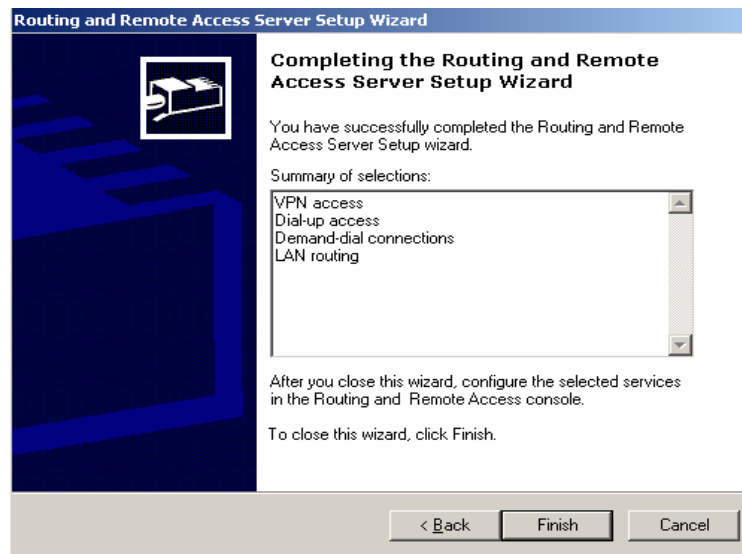 Routing and Remote Access Server Setup Wizard
Completing the Routing and Remote
Access Server Setup Wizard
You have successfully completed the Routing and Remote
Access Server Setup wizard.
Summary of selections:
VPN access
Dial-up access
Demand-dial connections
LAN routing
After you close this wizard, configure the selected services
in the Routing and Remote Access console.
To close this wizard, click Finish.
< Back
Finish
Cancel